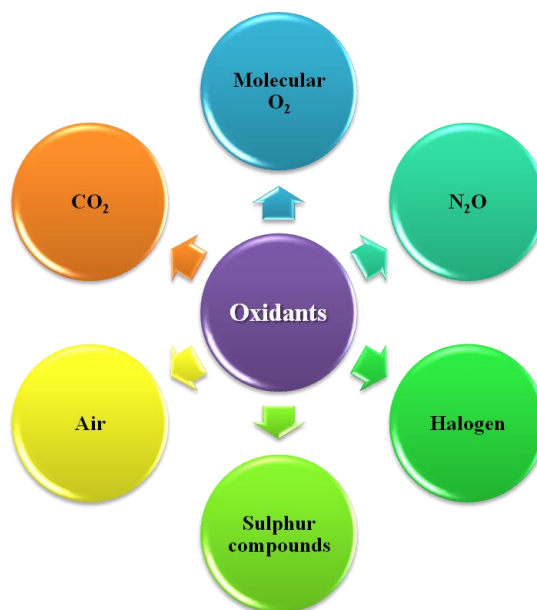 Molecular
O₂
CO₂
N₂O
Oxidants
Air
Halogen
Sulphur
compounds